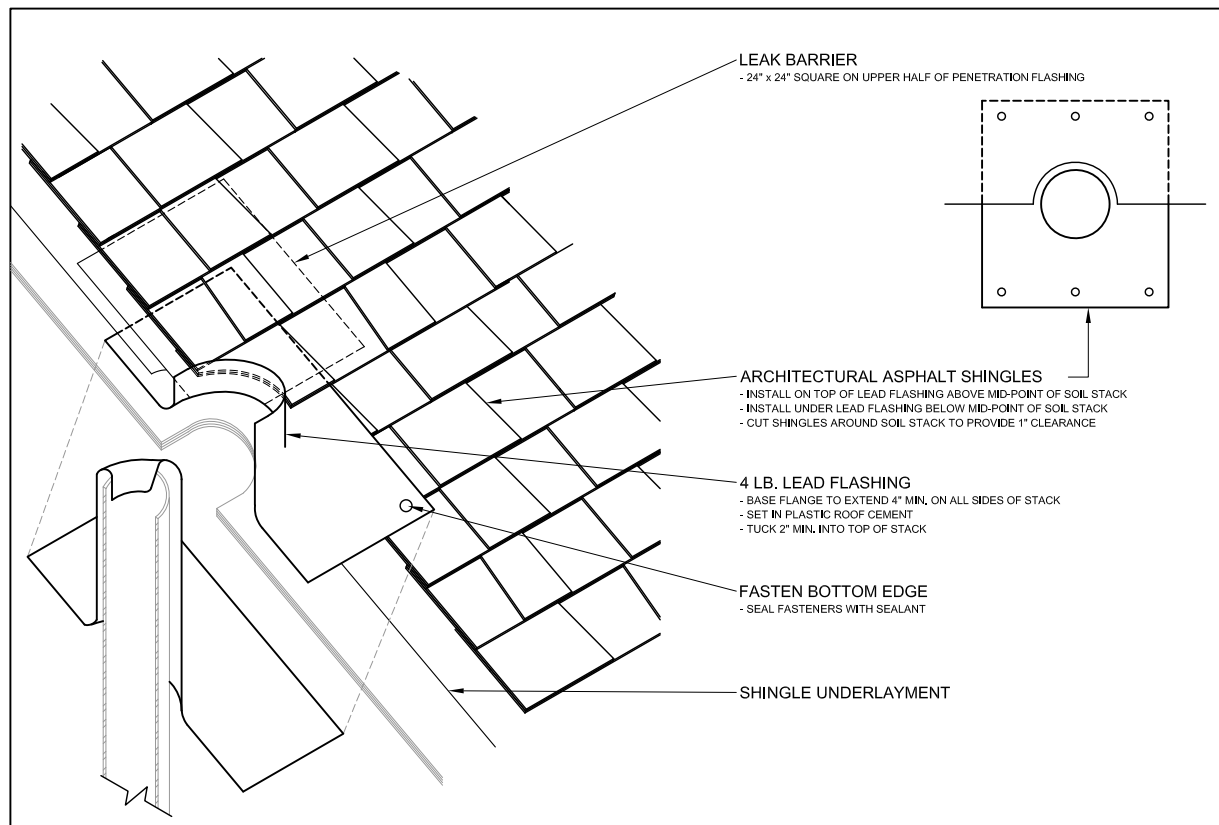 LEAK BARRIER
- 24" x 24" SQUARE ON UPPER HALF OF PENETRATION FLASHING
ARCHITECTURAL ASPHALT SHINGLES
- INSTALL ON TOP OF LEAD FLASHING ABOVE MID-POINT OF SOIL STACK
- INSTALL UNDER LEAD FLASHING BELOW MID-POINT OF SOIL STACK
- CUT SHINGLES AROUND SOIL STACK TO PROVIDE 1" CLEARANCE
4 LB. LEAD FLASHING
- BASE FLANGE TO EXTEND 4" MIN. ON ALL SIDES OF STACK
- SET IN PLASTIC ROOF CEMENT
- TUCK 2" MIN. INTO TOP OF STACK
FASTEN BOTTOM EDGE
- SEAL FASTENERS WITH SEALANT
SHINGLE UNDERLAYMENT